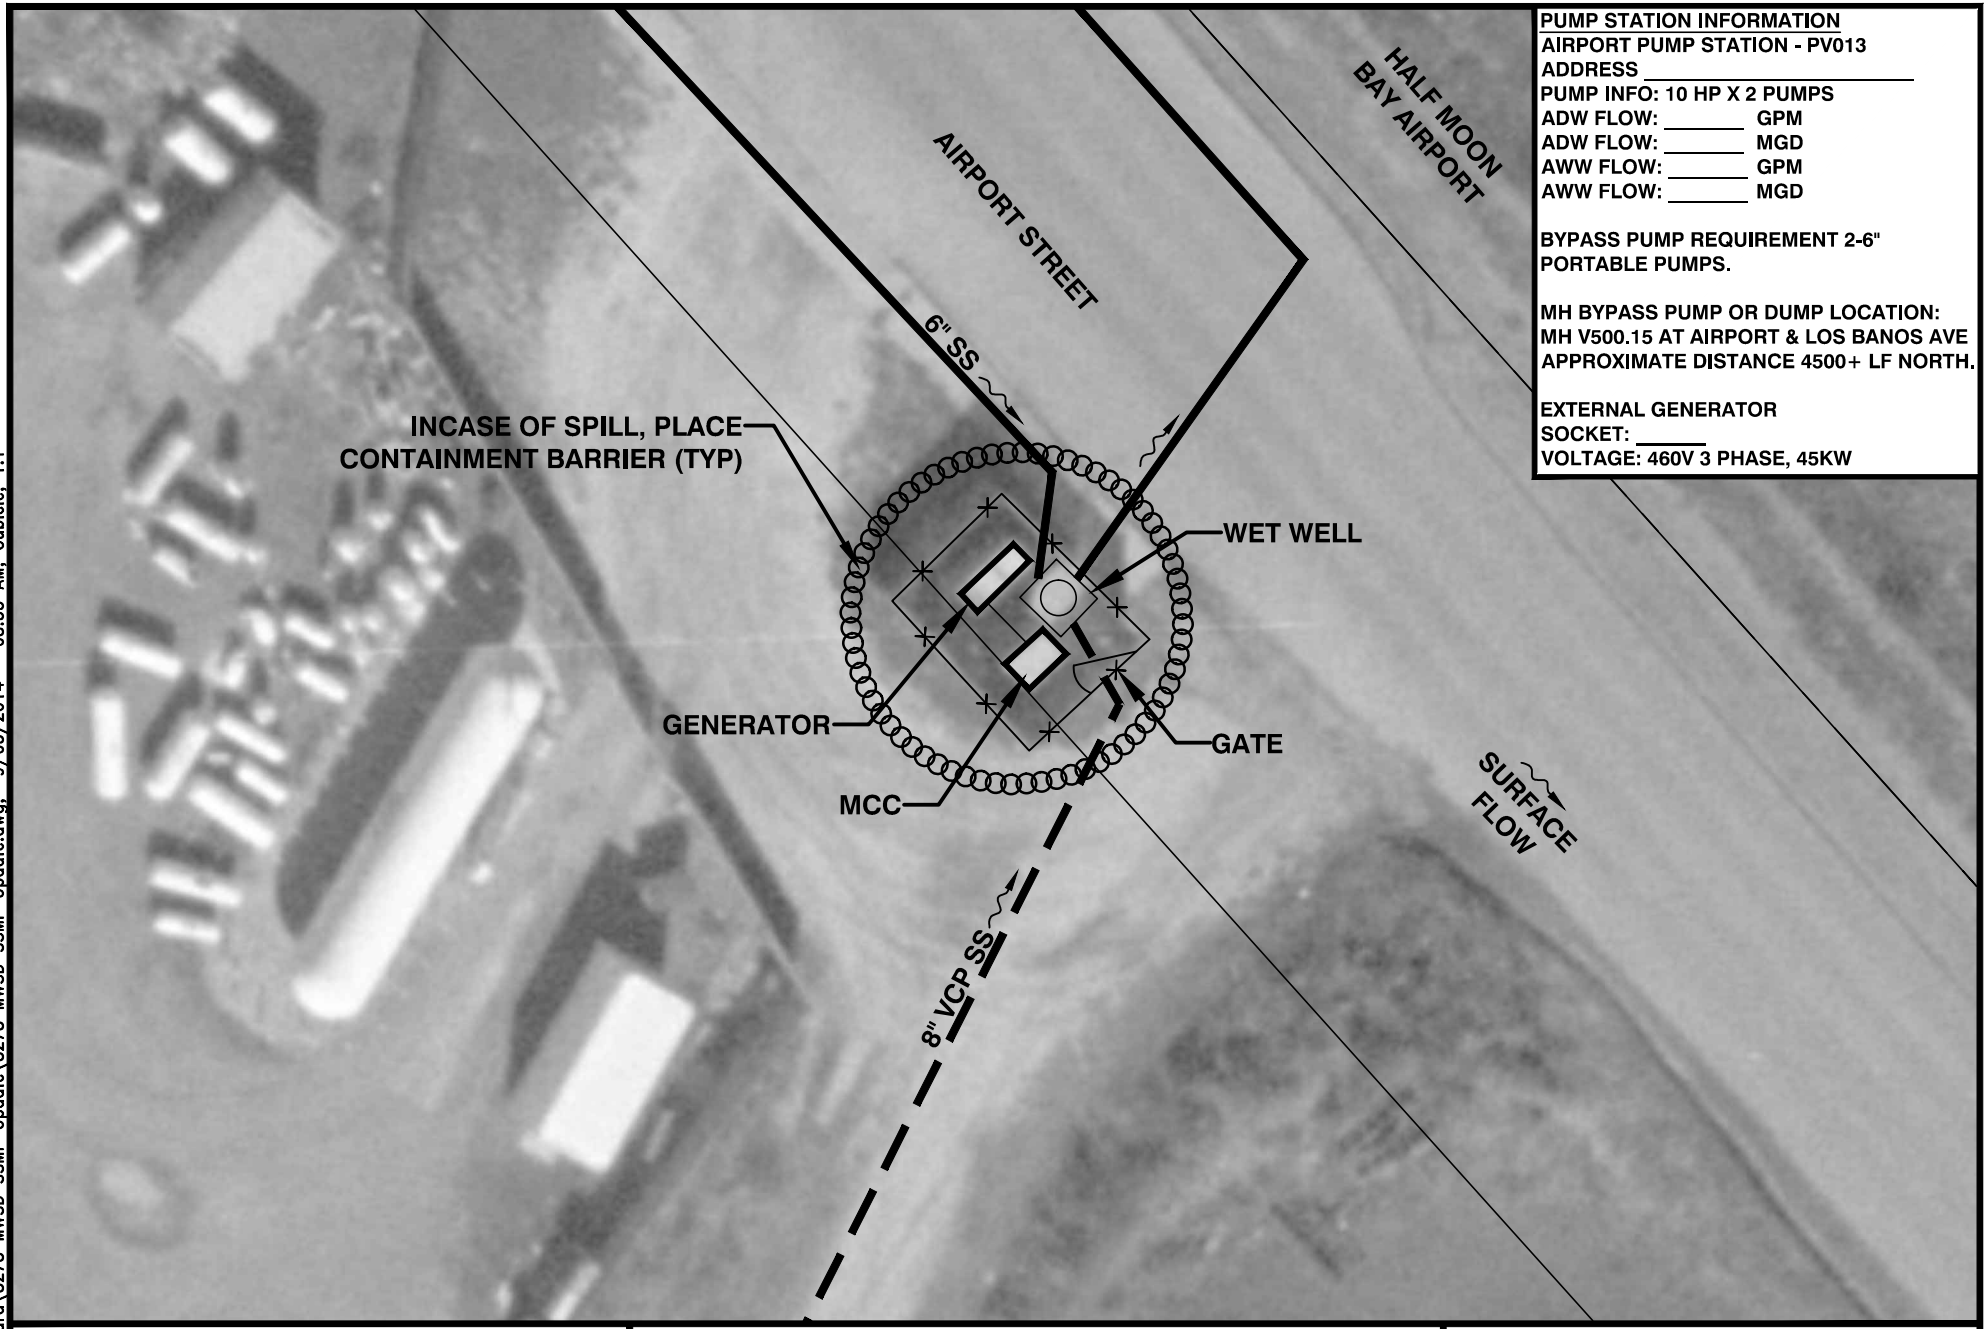 PUMP STATION INFORMATION
AIRPORT PUMP STATION - PV013
ADDRESS
PUMP INFO: 10 HP X 2 PUMPS
ADW FLOW: GPM
ADW FLOW: MGD
AWW FLOW: GPM
AWW FLOW: MGD
BYPASS PUMP REQUIREMENT 2-6"
PORTABLE PUMPS.
MH BYPASS PUMP OR DUMP LOCATION:
MH V500.15 AT AIRPORT & LOS BANOS AVE
APPROXIMATE DISTANCE 4500+ LF NORTH.
EXTERNAL GENERATOR
SOCKET:
VOLTAGE: 460V 3 PHASE, 45KW
HALF MOON
BAY AIRPORT
AIRPORT STREET
6" SS
INCASE OF SPILL, PLACE
CONTAINMENT BARRIER (TYP)
WET WELL
GENERATOR
GATE
MCC
SURFACE
FLOW
8" VCP SS